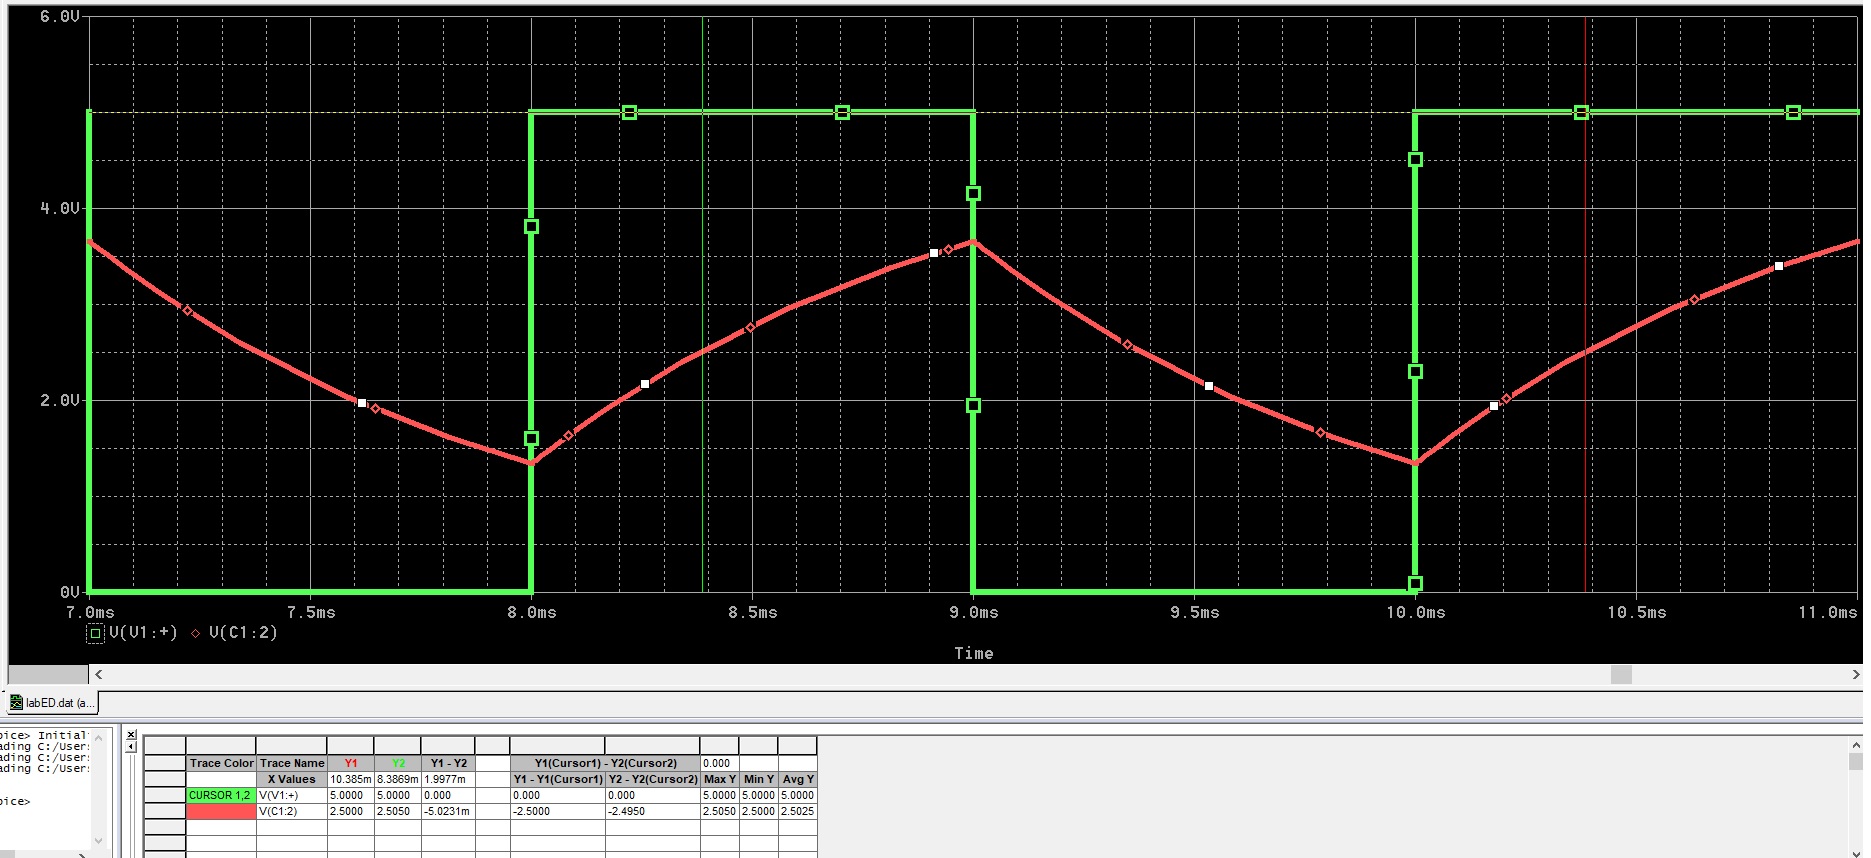 6.0V
4.0V
2.0V
0V
7.0ms 7.5ms 8.0ms 8.5ms 9.0ms 9.5ms 10.0ms 10.5ms 11.0ms
V(V1:+) V(C1:2)
Time
labED.dat (a...
pice> Initial
ading C:/User
ading C:/User
ading C:/User
pice>
Trace Color Trace Name Y1 Y2 Y1 - Y2 Y1(Cursor1) - Y2(Cursor2) 0.000
X Values 10.385m 8.3869m 1.9977m Y1 - Y1(Cursor1) Y2 - Y2(Cursor2) Max Y Min Y Avg Y
CURSOR 1,2 V(V1:+) 5.0000 5.0000 0.000 0.000 0.000 5.0000 5.0000 5.0000
V(C1:2) 2.5000 2.5050 -5.0231m -2.5000 -2.4950 2.5050 2.5000 2.5025